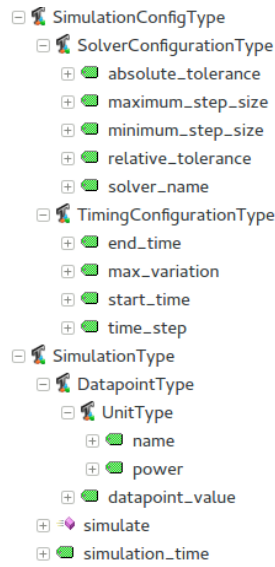 SimulationConfigType
SolverConfigurationType
absolute_tolerance
maximum_step_size
minimum_step_size
relative_tolerance
solver_name
TimingConfigurationType
end_time
max_variation
start_time
time_step
SimulationType
DatapointType
UnitType
name
power
datapoint_value
simulate
simulation_time